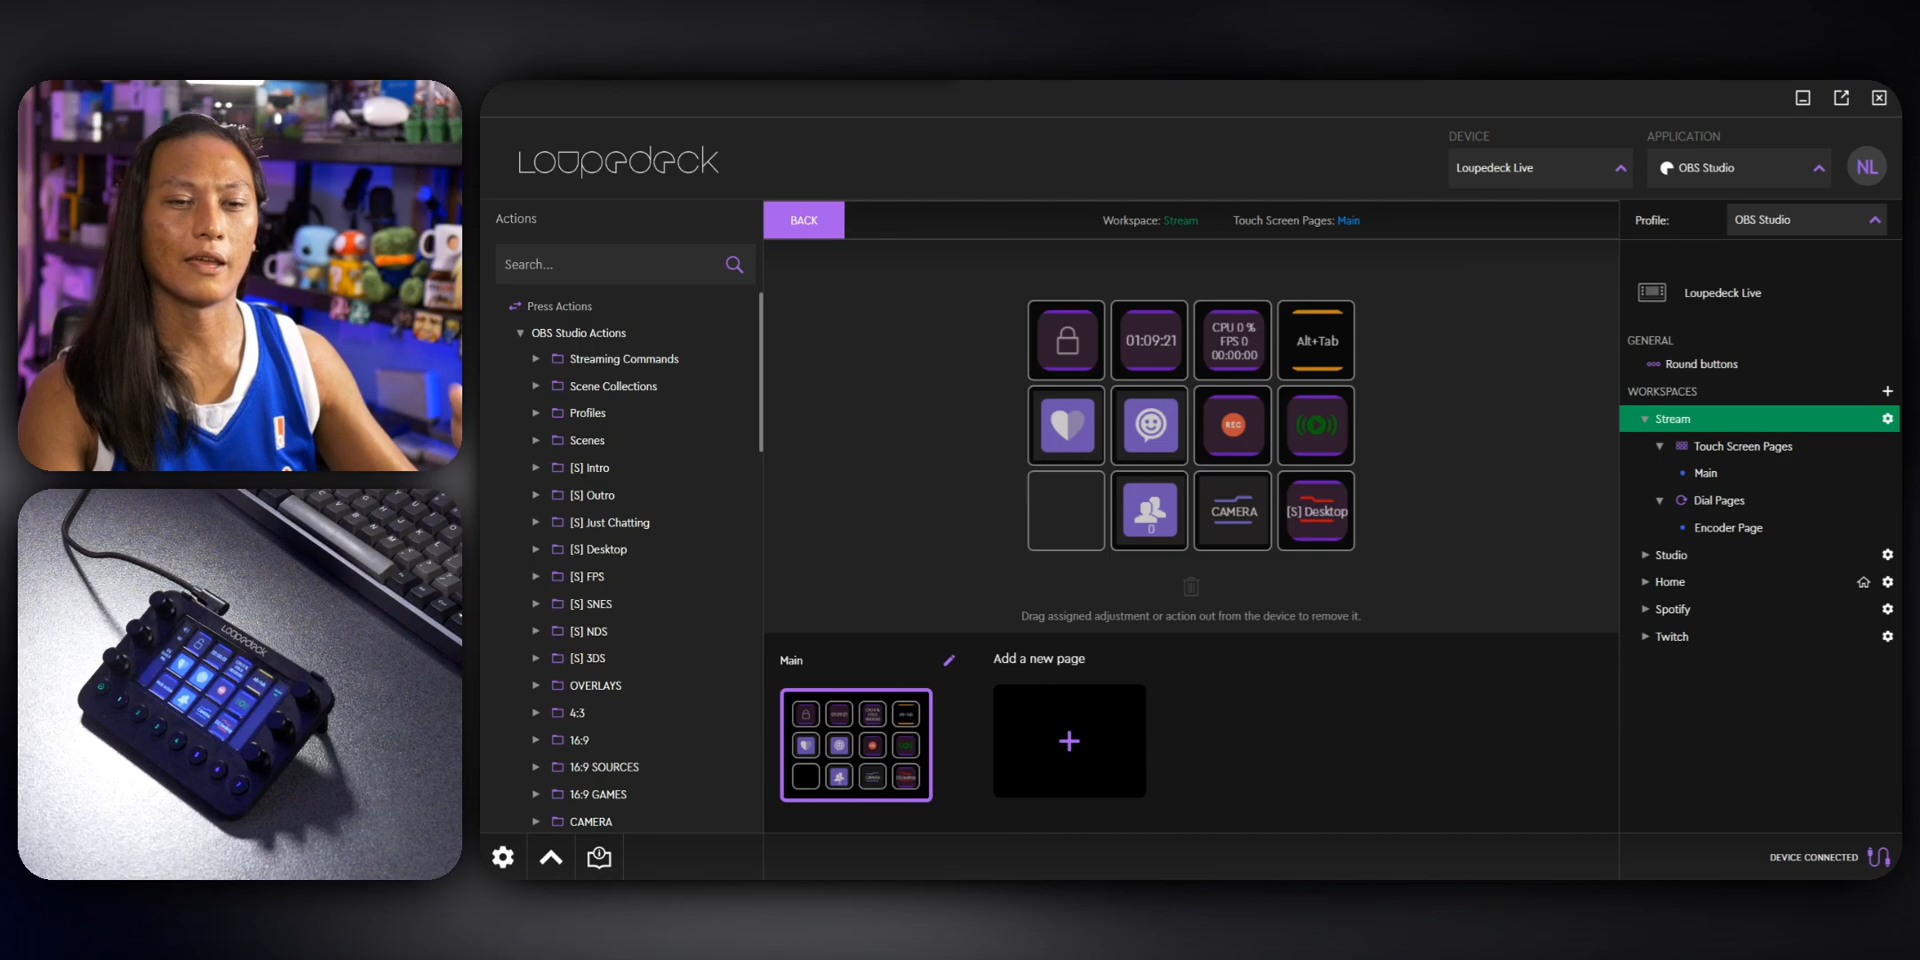 Loupedeck
DEVICE
Loupedeck Live
APPLICATION
OBS Studio
NL
Actions
BACK
Workspace: Stream
Touch Screen Pages: Main
Profile:
OBS Studio
Search...
Press Actions
OBS Studio Actions
Streaming Commands
Scene Collections
Profiles
Scenes
[S] Intro
[S] Outro
[S] Just Chatting
[S] Desktop
[S] FPS
[S] SNES
[S] NDS
[S] 3DS
OVERLAYS
4:3
16:9
16:9 SOURCES
16:9 GAMES
CAMERA
01:09:21
CPU 0 %
FPS 0
00:00:00
Alt+Tab
REC
0
CAMERA
[S] Desktop
Drag assigned adjustment or action out from the device to remove it.
Main
Add a new page
Loupedeck Live
GENERAL
Round buttons
WORKSPACES
Stream
Touch Screen Pages
Main
Dial Pages
Encoder Page
Studio
Home
Spotify
Twitch
DEVICE CONNECTED
Loupedeck